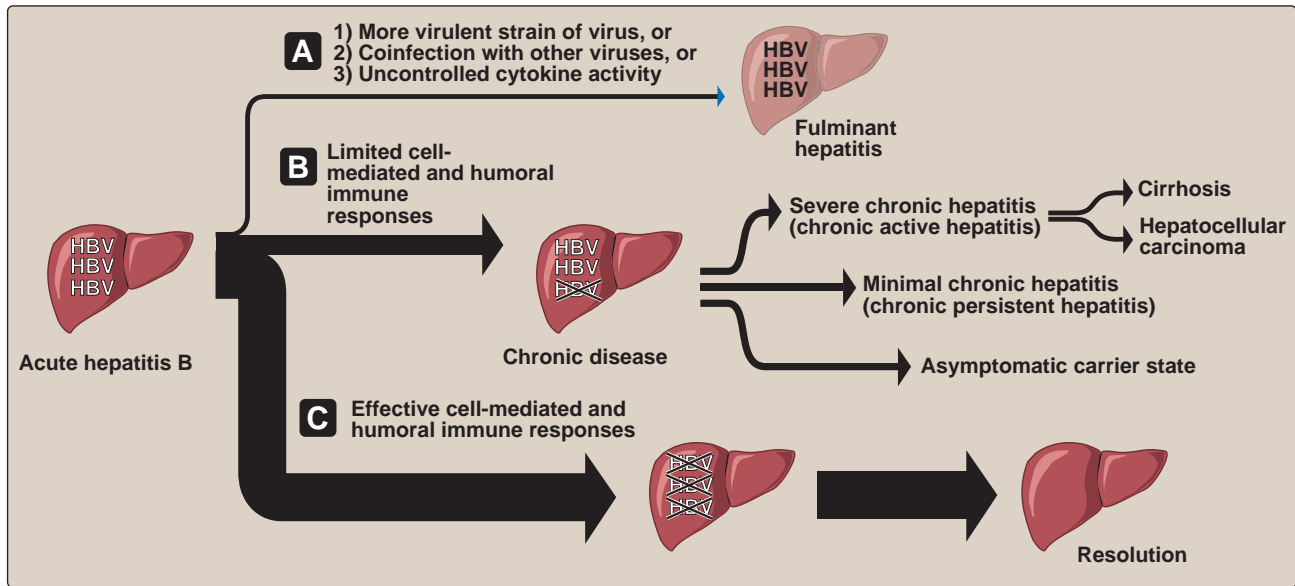 A
1) More virulent strain of virus, or
2) Coinfection with other viruses, or
3) Uncontrolled cytokine activity
HBV
HBV
HBV
Fulminant
hepatitis
B
Limited cell-
mediated and humoral
immune
responses
HBV
HBV
HBV
Acute hepatitis B
HBV
HBV
HBV
Chronic disease
Severe chronic hepatitis
(chronic active hepatitis)
Cirrhosis
Hepatocellular
carcinoma
Minimal chronic hepatitis
(chronic persistent hepatitis)
Asymptomatic carrier state
C
Effective cell-mediated and
humoral immune responses
HBV
HBV
HBV
Resolution